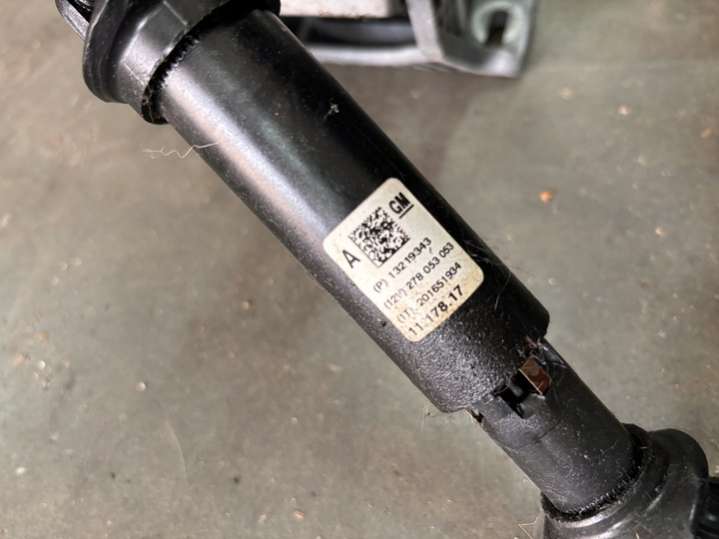 A GM
(P) 13219343
(12V) 278 053 053
(1T) 201651934
11.178.17